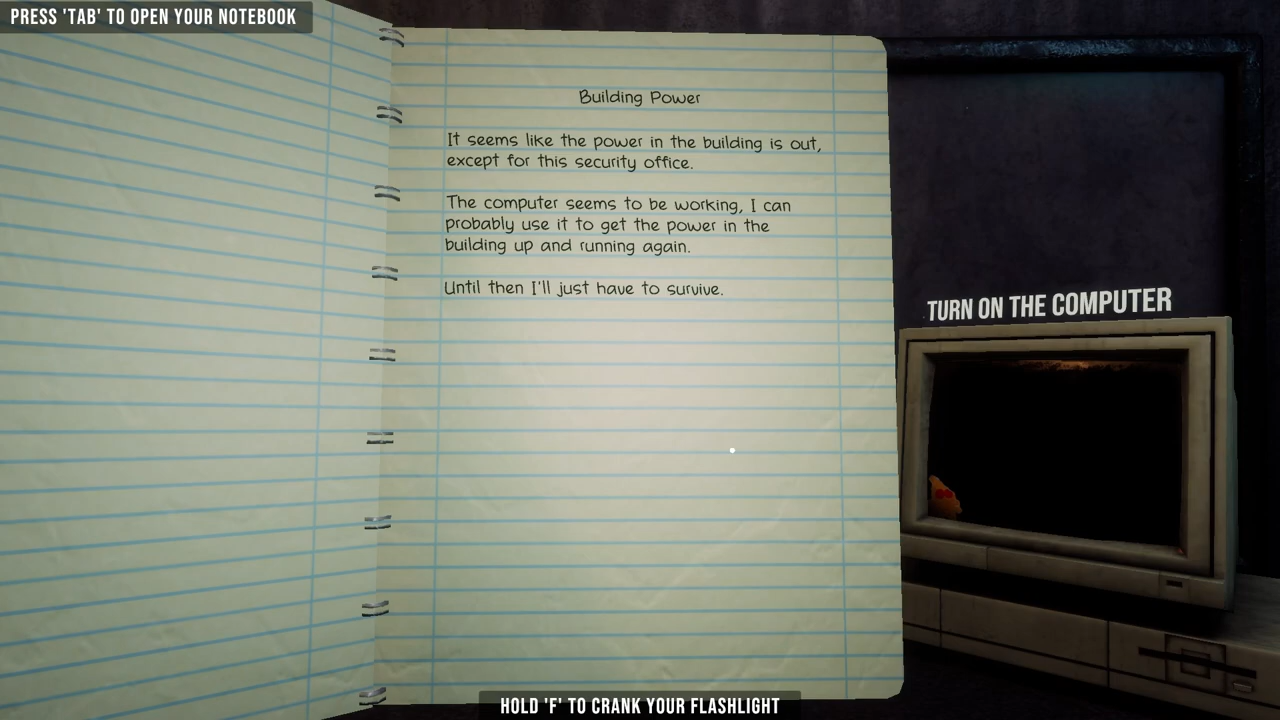 PRESS 'TAB' TO OPEN YOUR NOTEBOOK
Building Power
It seems like the power in the building is out,
except for this security office.
The computer seems to be working, I can
probably use it to get the power in the
building up and running again.
Until then I'll just have to survive.
TURN ON THE COMPUTER
HOLD 'F' TO CRANK YOUR FLASHLIGHT